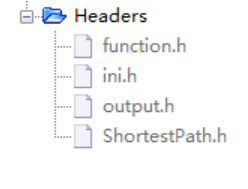 Headers
function.h
ini.h
output.h
ShortestPath.h